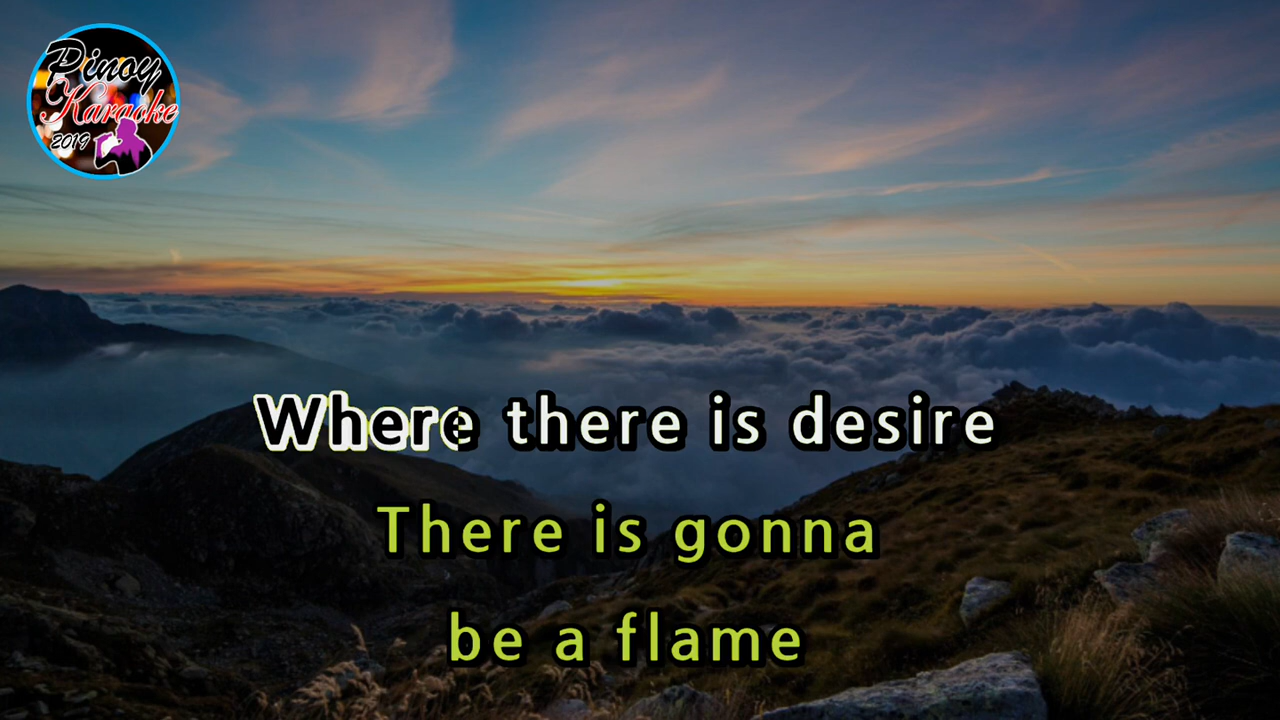 Pinoy
Karaoke
2019
Where there is desire
There is gonna
be a flame